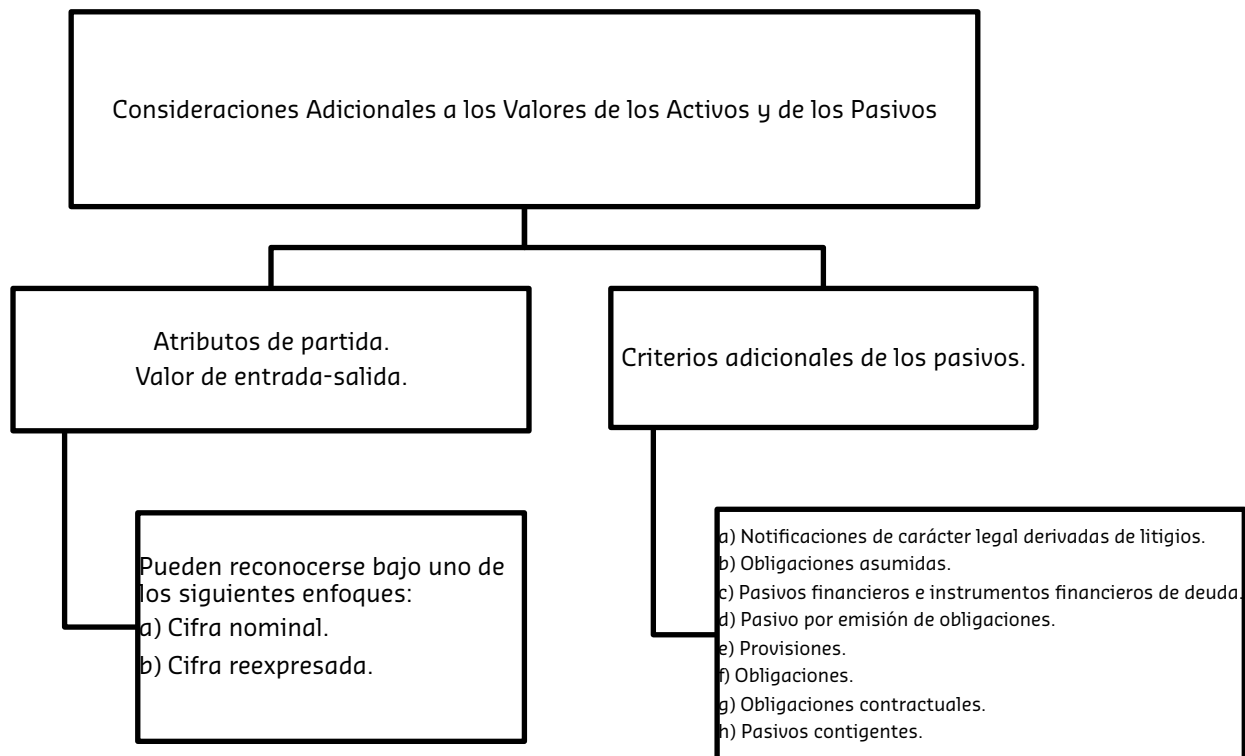 Consideraciones Adicionales a los Valores de los Activos y de los Pasivos
Atributos de partida.
Valor de entrada-salida.
Criterios adicionales de los pasivos.
Pueden reconocerse bajo uno de
los siguientes enfoques:
a) Cifra nominal.
b) Cifra reexpresada.
a) Notificaciones de carácter legal derivadas de litigios.
b) Obligaciones asumidas.
c) Pasivos financieros e instrumentos financieros de deuda.
d) Pasivo por emisión de obligaciones.
e) Provisiones.
f) Obligaciones.
g) Obligaciones contractuales.
h) Pasivos contigentes.